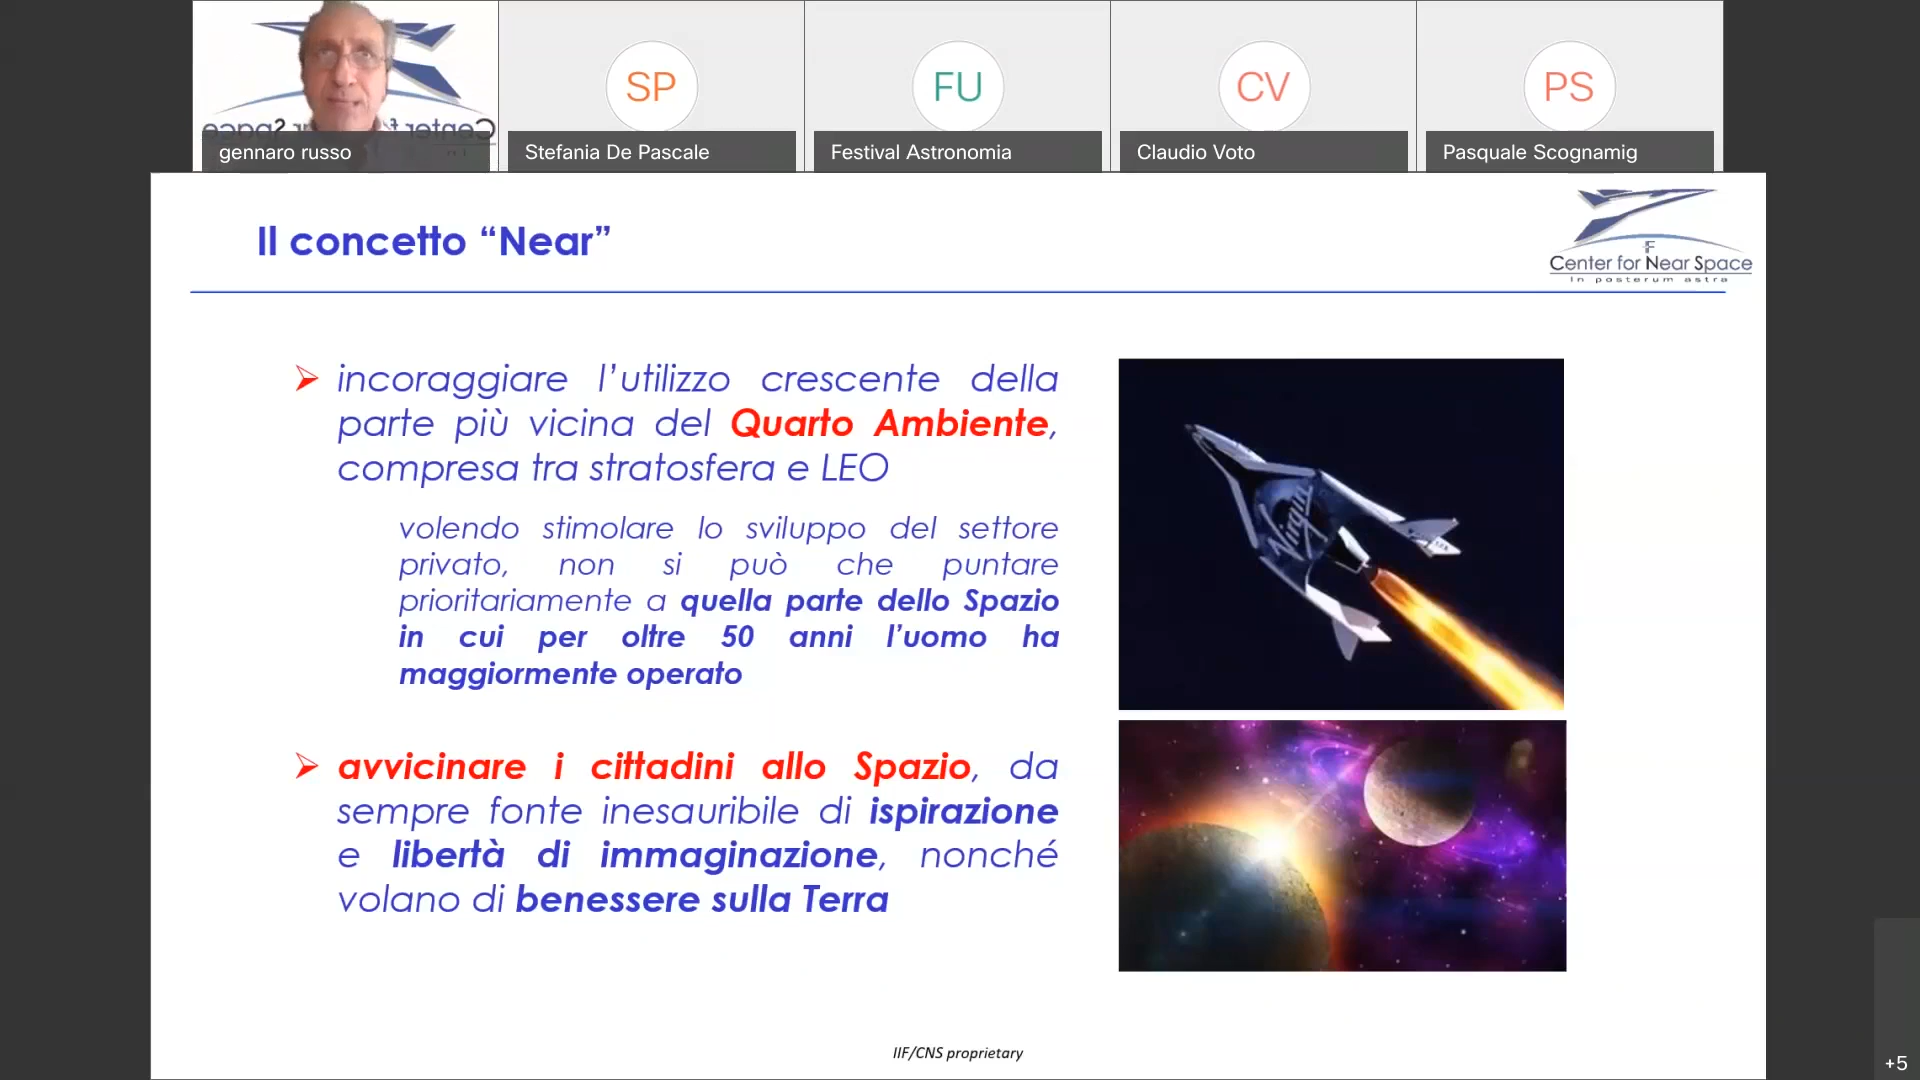 SP
FU
CV
PS
gennaro russo
Stefania De Pascale
Festival Astronomia
Claudio Voto
Pasquale Scognamig
Il concetto “Near”
F
Center for Near Space
in posterum astra
incoraggiare l’utilizzo crescente della
parte più vicina del Quarto Ambiente,
compresa tra stratosfera e LEO
volendo stimolare lo sviluppo del settore
privato, non si può che puntare
prioritariamente a quella parte dello Spazio
in cui per oltre 50 anni l’uomo ha
maggiormente operato
Virgin
avvicinare i cittadini allo Spazio, da
sempre fonte inesauribile di ispirazione
e libertà di immaginazione, nonché
volano di benessere sulla Terra
IIF/CNS proprietary
+5